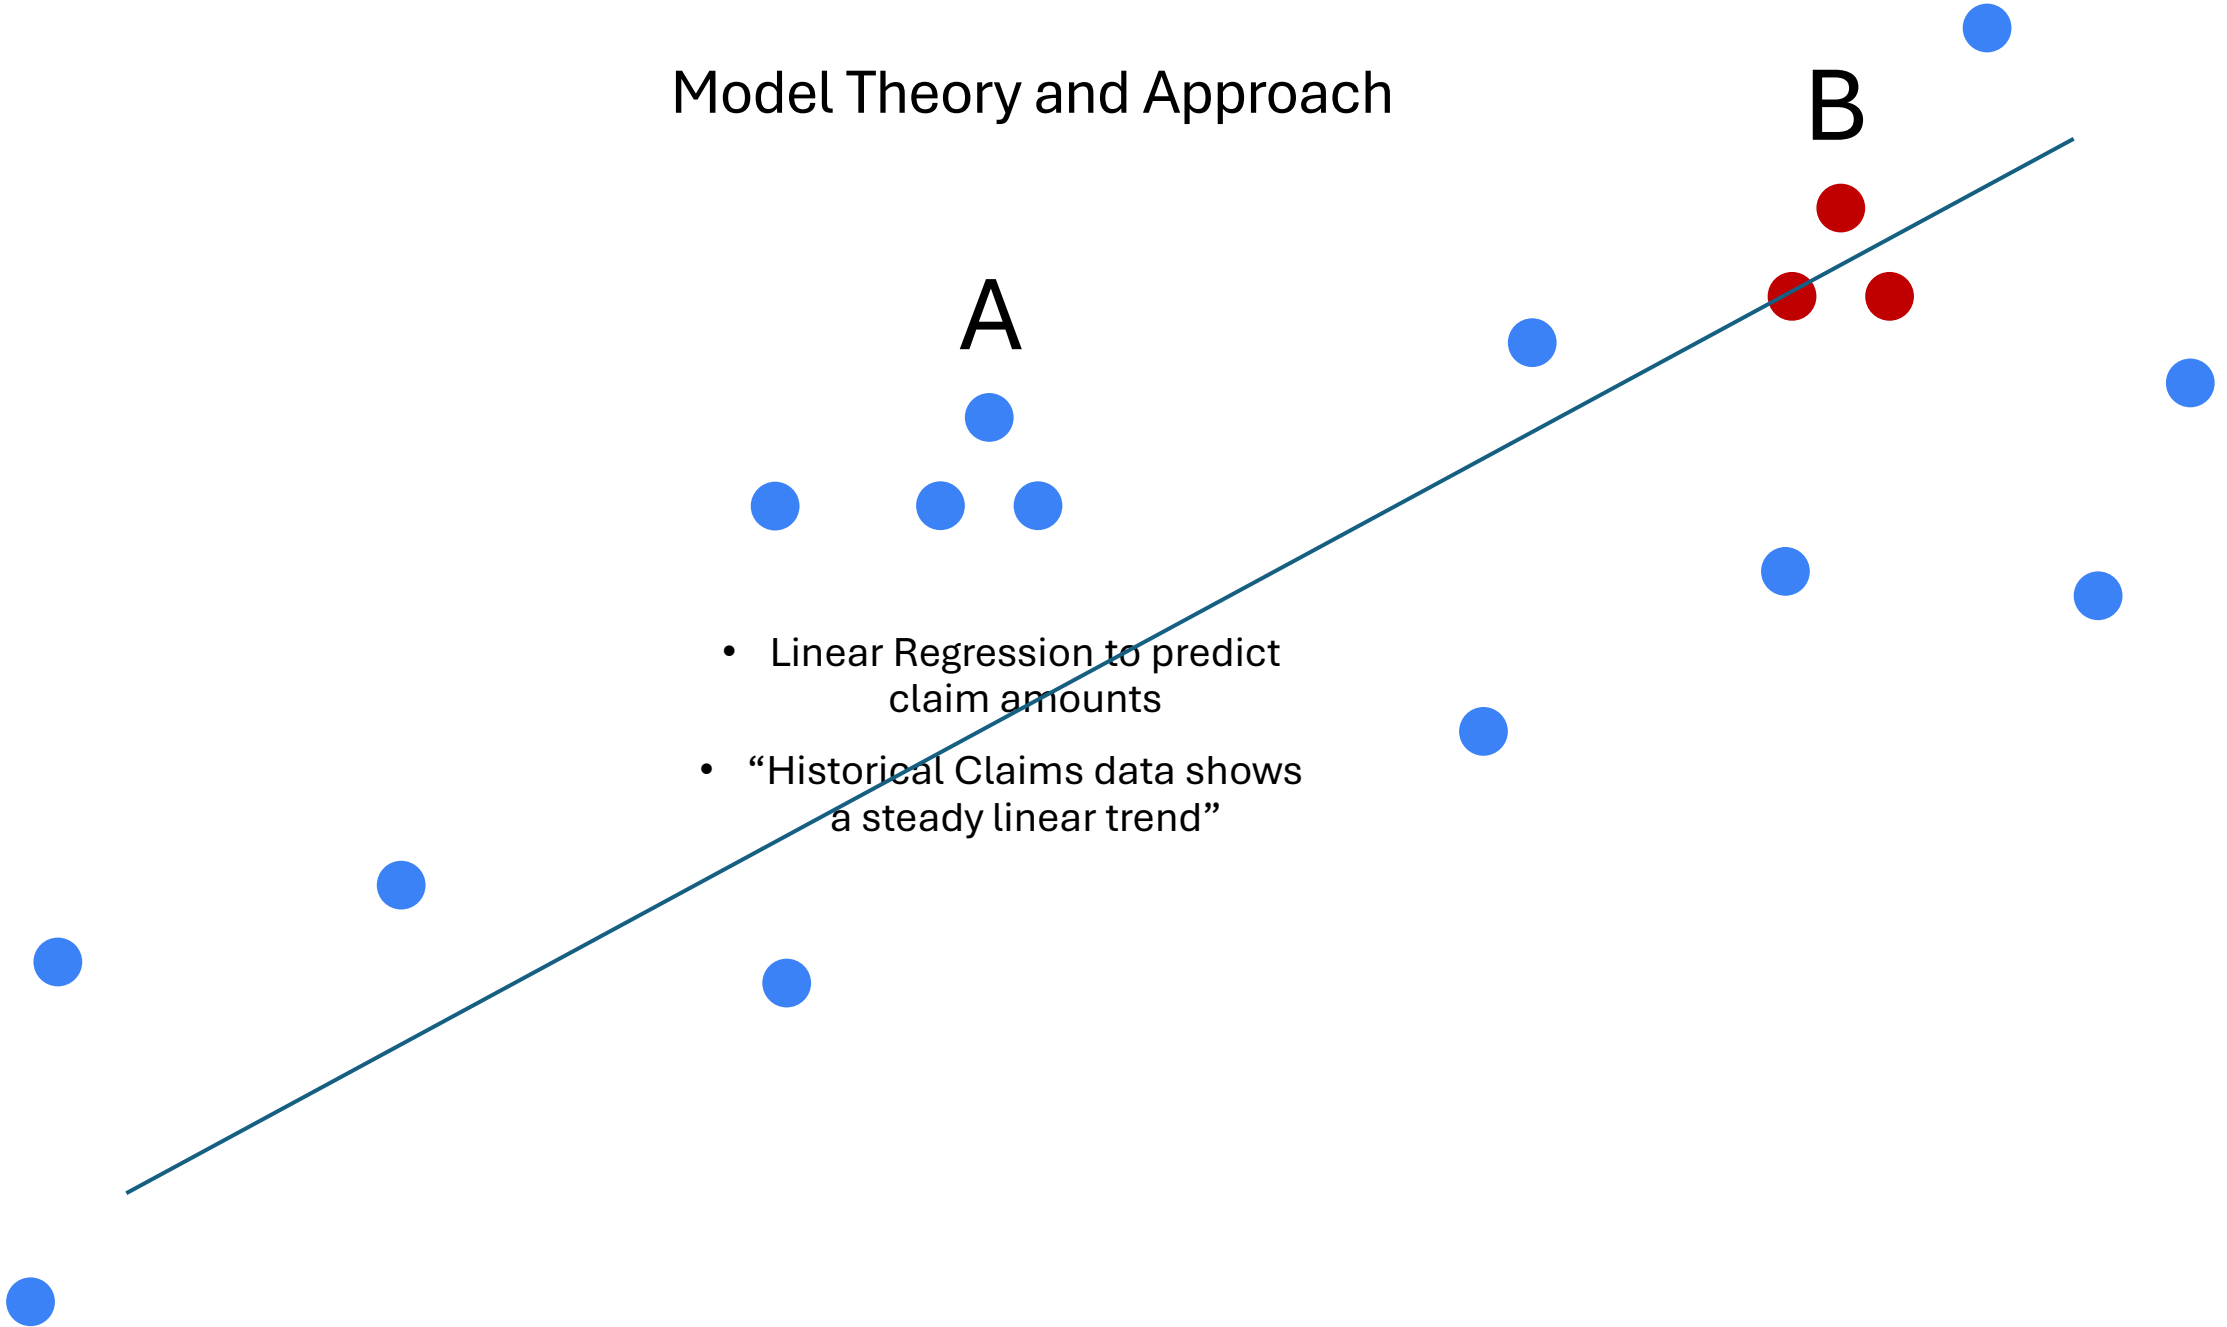 Model Theory and Approach
B
A
• Linear Regression to predict
claim amounts
• “Historical Claims data shows
a steady linear trend”